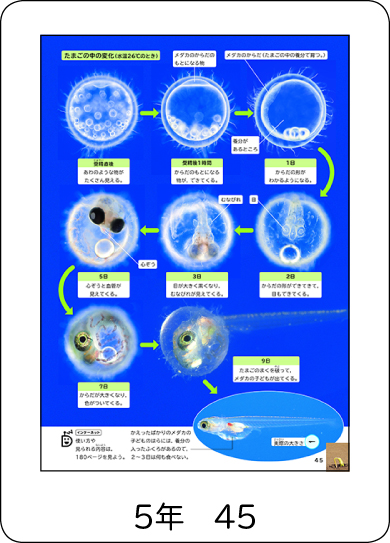 たまごの中の変化(水温26℃のとき)
メダカのからだの
もとになる物
メダカのからだ(たまごの中の養分で育つ。)
養分が
あるところ
受精直後
あわのような物が
たくさん見える。
受精後1時間
からだのもとになる
物が、できてくる。
1日
からだの形が
わかるようになる。
むなびれ
目
心ぞう
5日
心ぞうと血管が
見えてくる。
3日
目が大きく黒くなり、
むなびれが見えてくる。
2日
からだの形ができてきて、
目もできてくる。
7日
からだが大きくなり、
色がついてくる。
9日
たまごのまくを破って、
メダカの子どもが出てくる。
インターネット
使い方や
見られる内容は、
180ページを見よう。
かえったばかりのメダカの
子どものはらには、養分の
入ったふくろがあるので、
2~3日は何も食べない。
実際の大きさ
45
5年 45